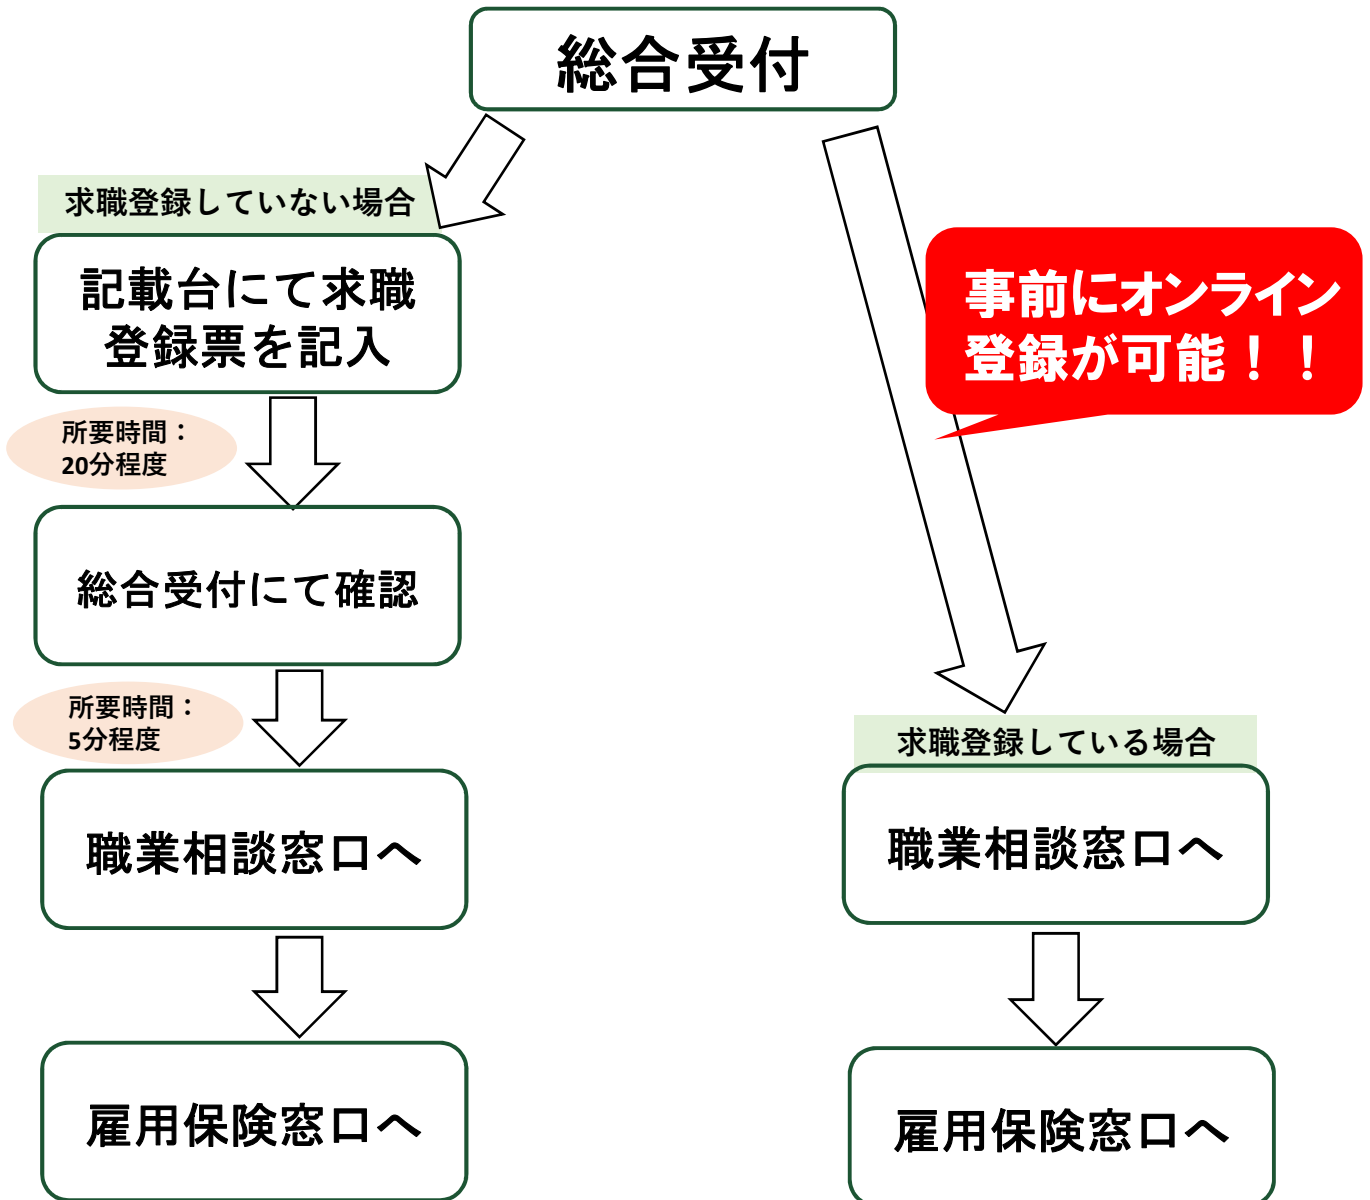 総合受付
求職登録していない場合
記載台にて求職
登録票を記入
所要時間：
20分程度
総合受付にて確認
所要時間：
5分程度
職業相談窓口へ
雇用保険窓口へ
事前にオンライン
登録が可能！！
求職登録している場合
職業相談窓口へ
雇用保険窓口へ